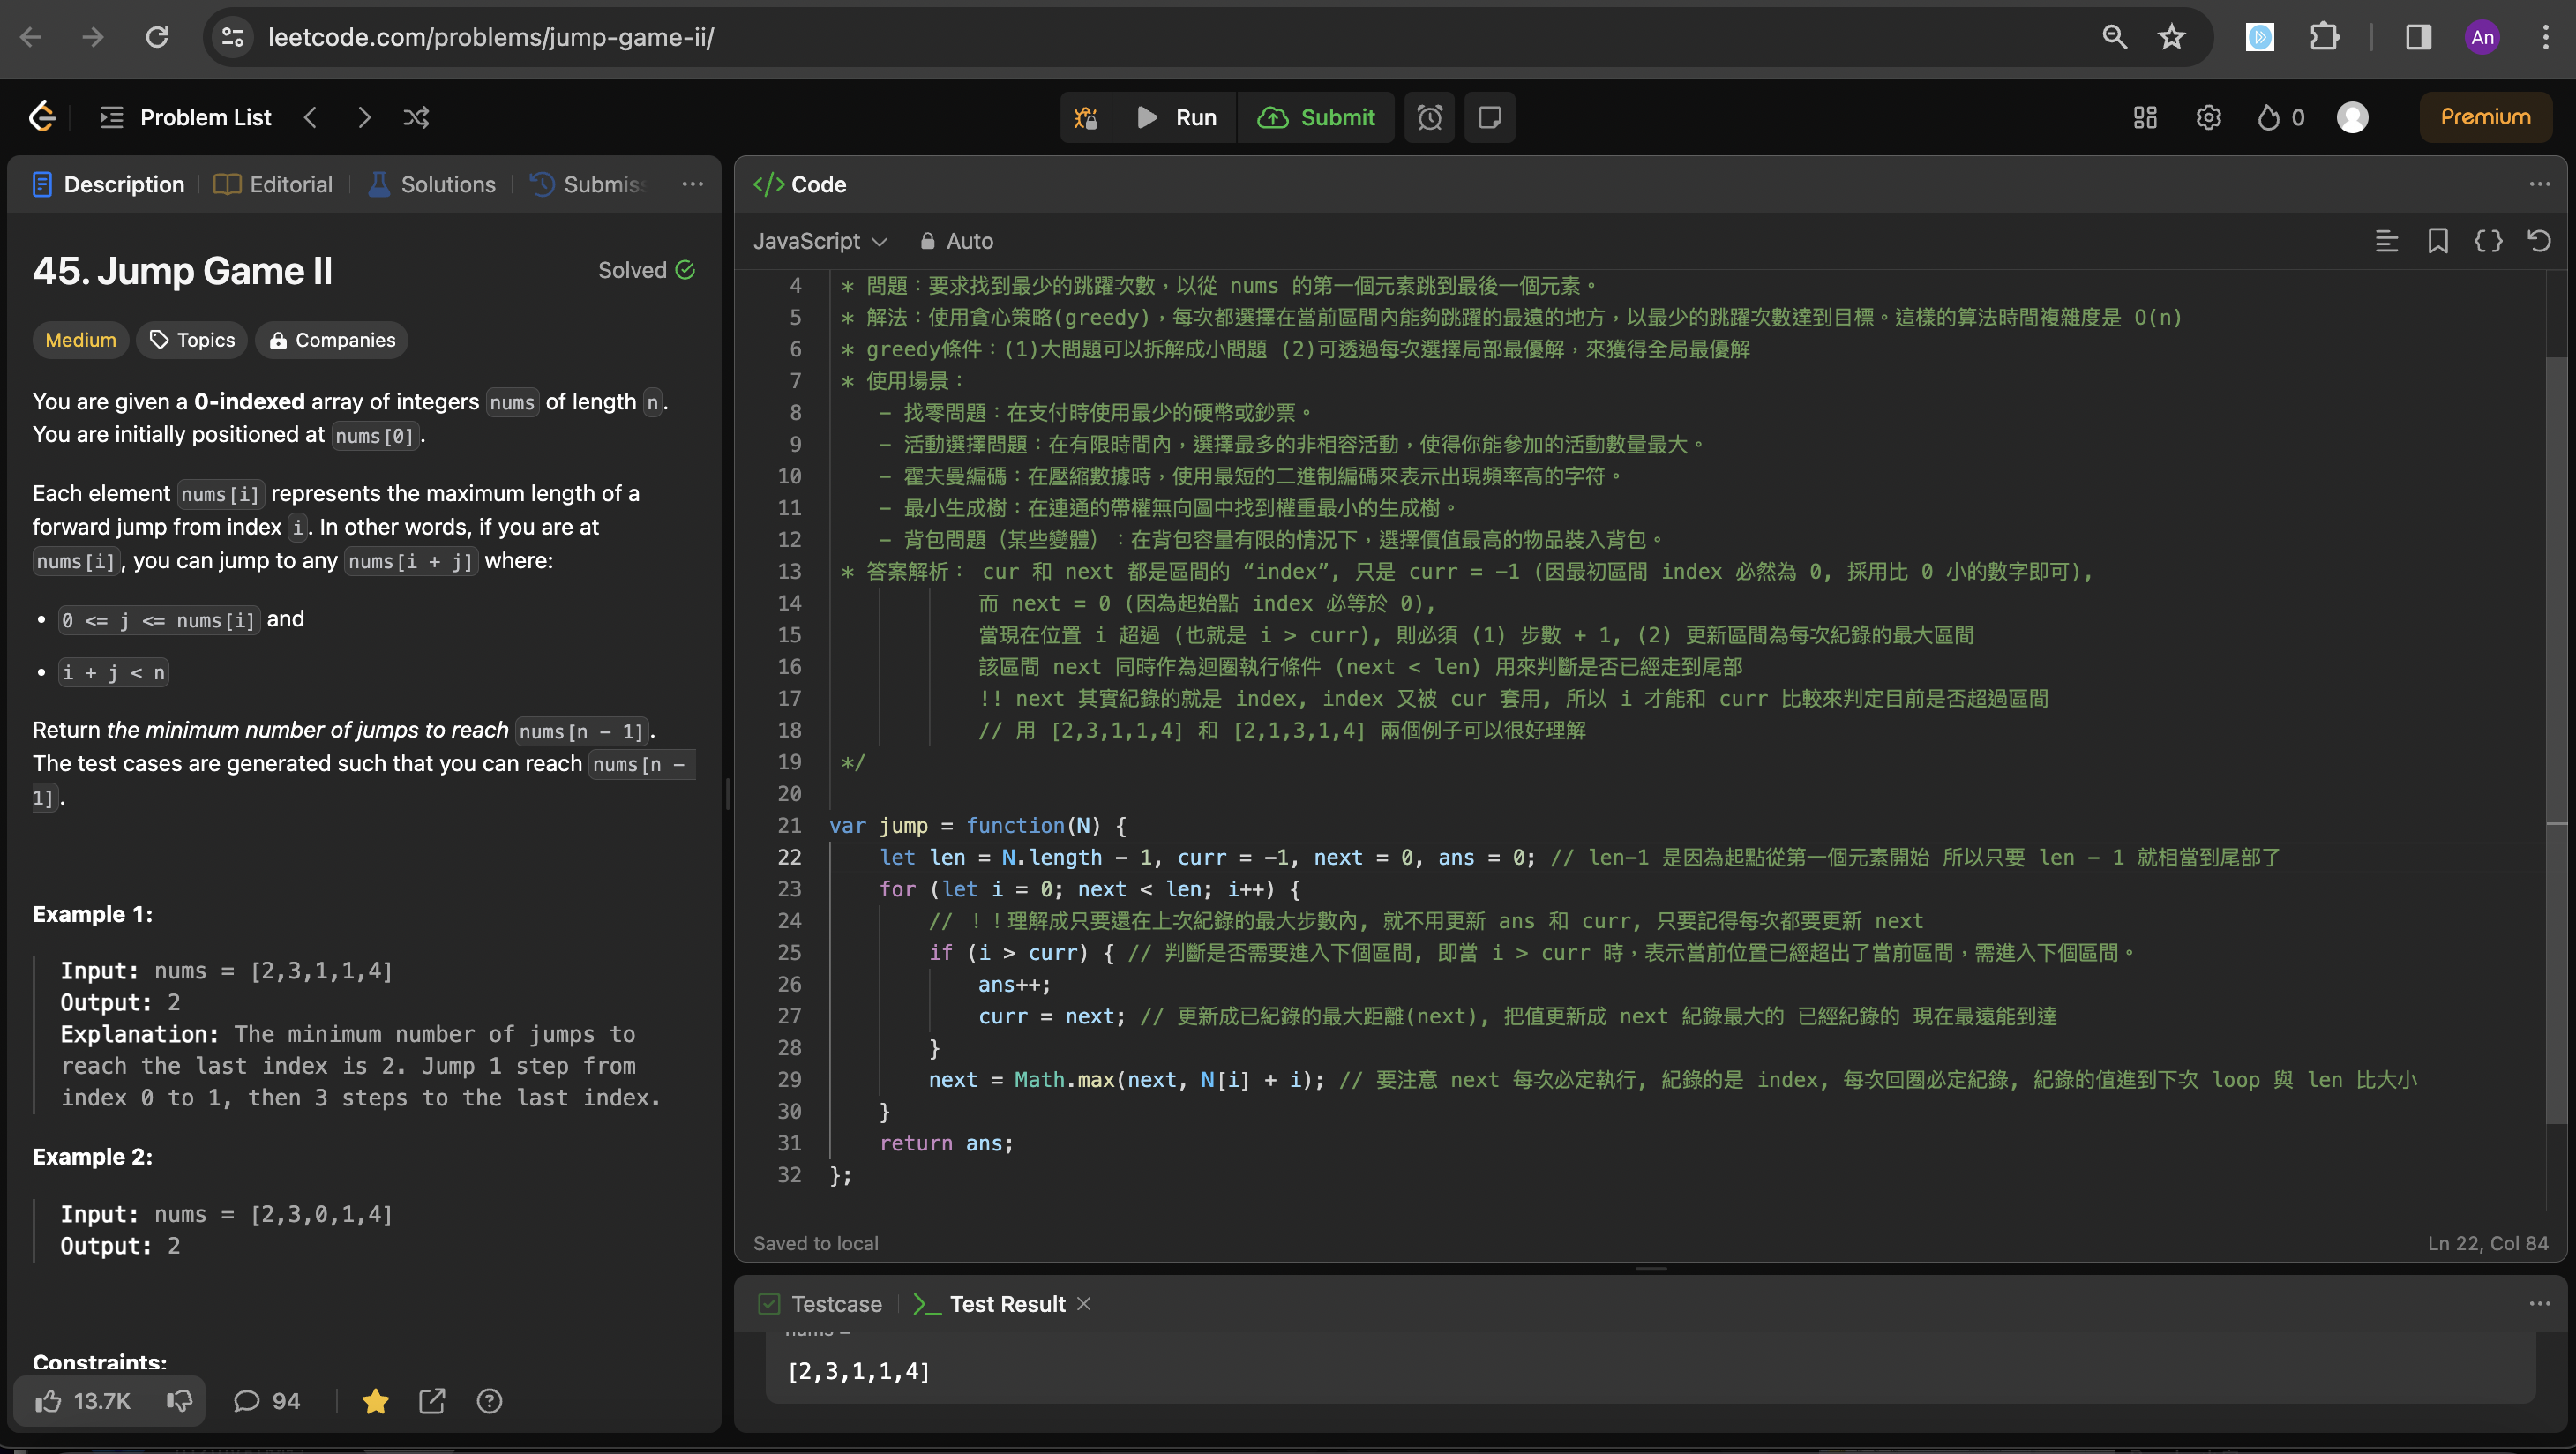 leetcode.com/problems/jump-game-ii/
An
Problem List
Run
Submit
0
Premium
Description
Editorial
Solutions
Submiss
45. Jump Game II
Solved
Medium
Topics
Companies
You are given a 0-indexed array of integers nums of length n.
You are initially positioned at nums[0].
Each element nums[i] represents the maximum length of a
forward jump from index i. In other words, if you are at
nums[i], you can jump to any nums[i + j] where:
• 0 <= j <= nums[i] and
• i + j < n
Return the minimum number of jumps to reach nums[n - 1].
The test cases are generated such that you can reach nums[n -
1].
Example 1:
Input: nums = [2,3,1,1,4]
Output: 2
Explanation: The minimum number of jumps to
reach the last index is 2. Jump 1 step from
index 0 to 1, then 3 steps to the last index.
Example 2:
Input: nums = [2,3,0,1,4]
Output: 2
Constraints:
13.7K
94
</> Code
JavaScript
Auto
4 * 問題：要求找到最少的跳躍次數，以從 nums 的第一個元素跳到最後一個元素。
5 * 解法：使用貪心策略(greedy)，每次都選擇在當前區間內能夠跳躍的最遠的地方，以最少的跳躍次數達到目標。這樣的算法時間複雜度是 O(n)
6 * greedy條件：(1)大問題可以拆解成小問題 (2)可透過每次選擇局部最優解，來獲得全局最優解
7 * 使用場景：
8 - 找零問題：在支付時使用最少的硬幣或鈔票。
9 - 活動選擇問題：在有限時間內，選擇最多的非相容活動，使得你能參加的活動數量最大。
10 - 霍夫曼編碼：在壓縮數據時，使用最短的二進制編碼來表示出現頻率高的字符。
11 - 最小生成樹：在連通的帶權無向圖中找到權重最小的生成樹。
12 - 背包問題（某些變體）：在背包容量有限的情況下，選擇價值最高的物品裝入背包。
13 * 答案解析： cur 和 next 都是區間的 “index”, 只是 curr = -1 (因最初區間 index 必然為 0, 採用比 0 小的數字即可),
14 而 next = 0 (因為起始點 index 必等於 0),
15 當現在位置 i 超過 (也就是 i > curr), 則必須 (1) 步數 + 1, (2) 更新區間為每次紀錄的最大區間
16 該區間 next 同時作為迴圈執行條件 (next < len) 用來判斷是否已經走到尾部
17 !! next 其實紀錄的就是 index, index 又被 cur 套用, 所以 i 才能和 curr 比較來判定目前是否超過區間
18 // 用 [2,3,1,1,4] 和 [2,1,3,1,4] 兩個例子可以很好理解
19 */
20
21 var jump = function(N) {
22 let len = N.length - 1, curr = -1, next = 0, ans = 0; // len-1 是因為起點從第一個元素開始 所以只要 len - 1 就相當到尾部了
23 for (let i = 0; next < len; i++) {
24 // ！！理解成只要還在上次紀錄的最大步數內, 就不用更新 ans 和 curr, 只要記得每次都要更新 next
25 if (i > curr) { // 判斷是否需要進入下個區間, 即當 i > curr 時，表示當前位置已經超出了當前區間，需進入下個區間。
26 ans++;
27 curr = next; // 更新成已紀錄的最大距離(next), 把值更新成 next 紀錄最大的 已經紀錄的 現在最遠能到達
28 }
29 next = Math.max(next, N[i] + i); // 要注意 next 每次必定執行, 紀錄的是 index, 每次回圈必定紀錄, 紀錄的值進到下次 loop 與 len 比大小
30 }
31 return ans;
32 };
Saved to local
Ln 22, Col 84
Testcase
Test Result
nums =
[2,3,1,1,4]